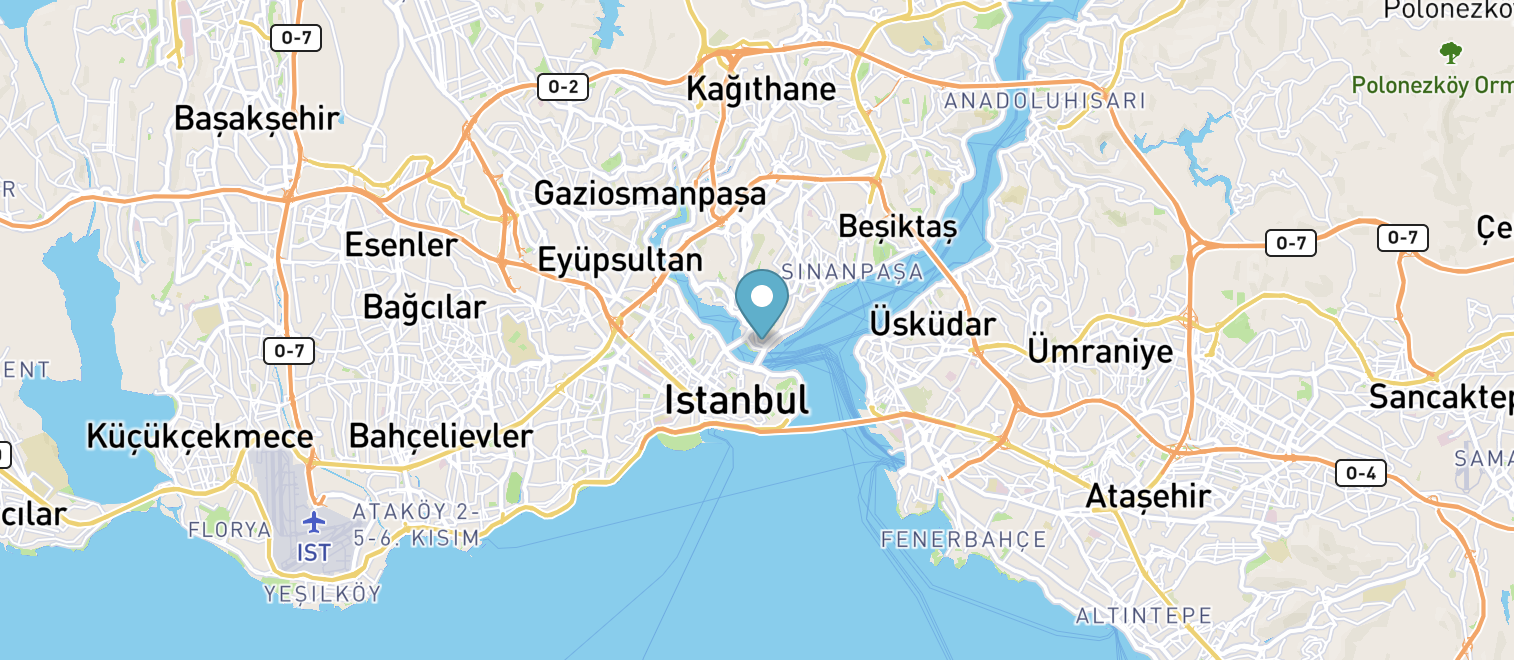 Polonezkö
O-7
Polonezköy Orm
O-2
Kağıthane
ANADOLUHISARI
Başakşehir
R
Gaziosmanpaşa
Beşiktaş
Çe
O-7
O-7
Esenler
Eyüpsultan
SINANPAŞA
Bağcılar
Üsküdar
O-7
Ümraniye
ENT
Istanbul
Sancaktep
Küçükçekmece
Bahçelievler
SAMA
O-4
Ataşehir
cılar
FLORYA
IST
ATAKÖY 2-
5-6. KISIM
FENERBAHÇE
YEŞILKÖY
ALTINTEPE